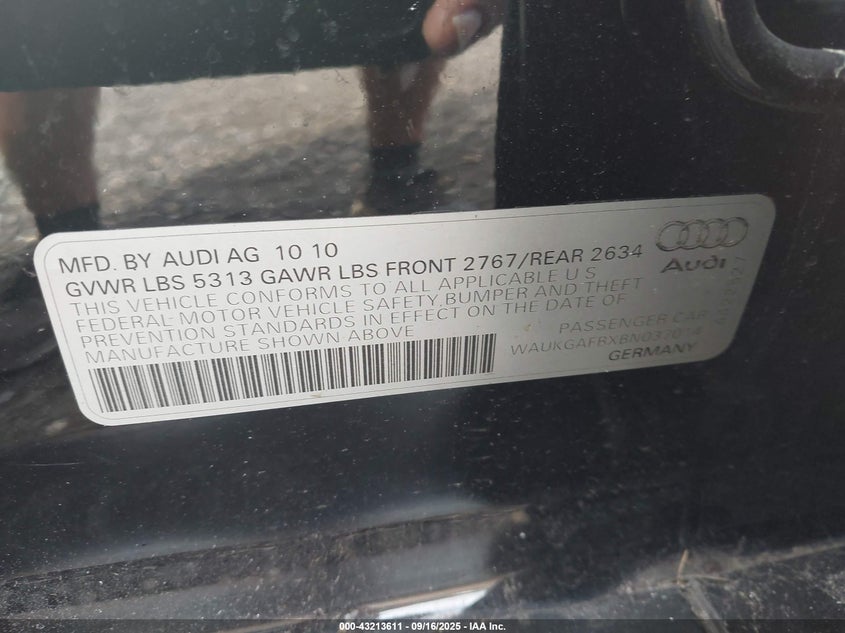 MFD. BY AUDI AG 10 10
GVWR LBS 5313 GAWR LBS FRONT 2767/REAR 2634
THIS VEHICLE CONFORMS TO ALL APPLICABLE U S
FEDERAL MOTOR VEHICLE SAFETY, BUMPER AND THEFT
PREVENTION STANDARDS IN EFFECT ON THE DATE OF
MANUFACTURE SHOWN ABOVE
Audi
PASSENGER CAR
WAUKGAFBXBN037014
GERMANY
000-43213611 - 09/16/2025 - IAA Inc.